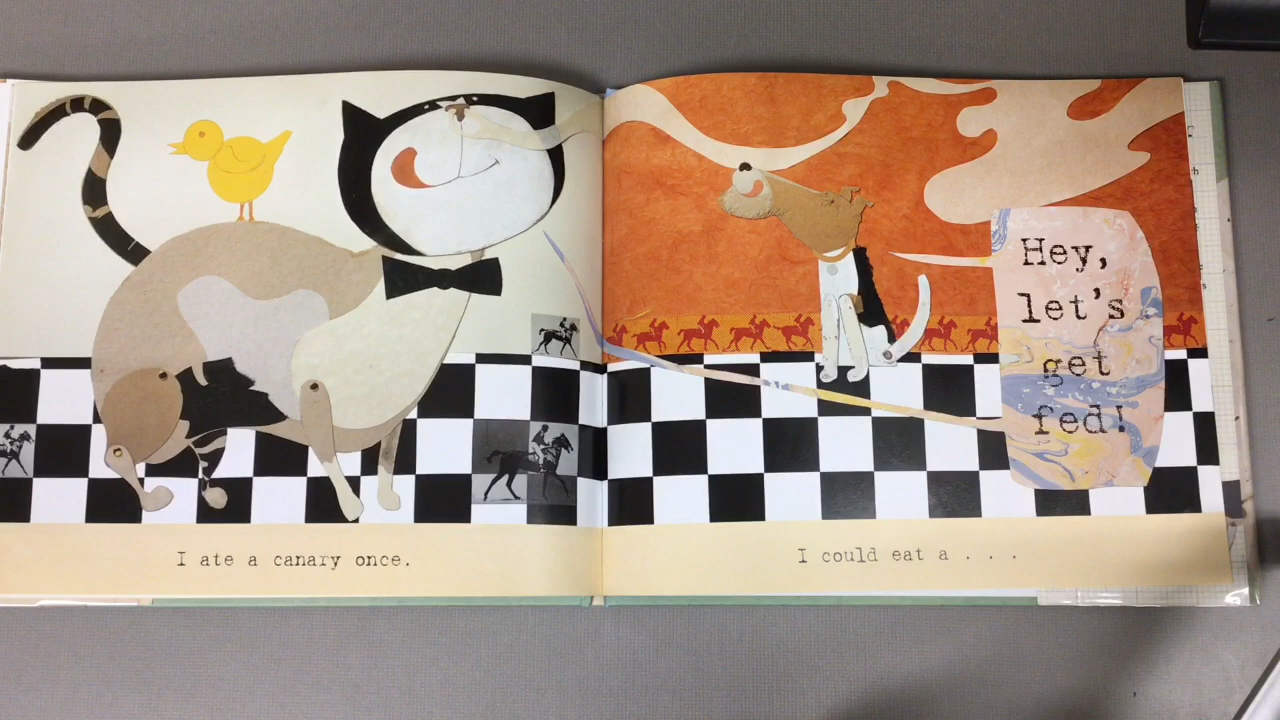 I ate a canary once.
Hey,
let's
get
fed!
I could eat a . . .